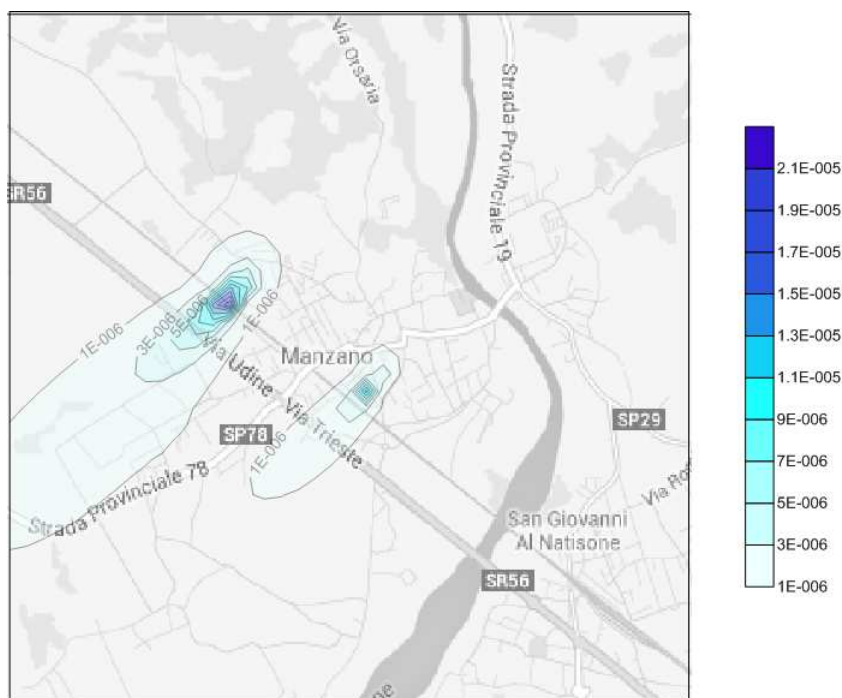 Via Orsaria
Strada Provinciale 19
SR56
1E-006
3E-006
5E-006
1E-006
Via Udine - Via Trieste
Manzano
SP78
1E-006
Strada Provinciale 78
SP29
San Giovanni
Al Natisone
SR56
2.1E-005
1.9E-005
1.7E-005
1.5E-005
1.3E-005
1.1E-005
9E-006
7E-006
5E-006
3E-006
1E-006